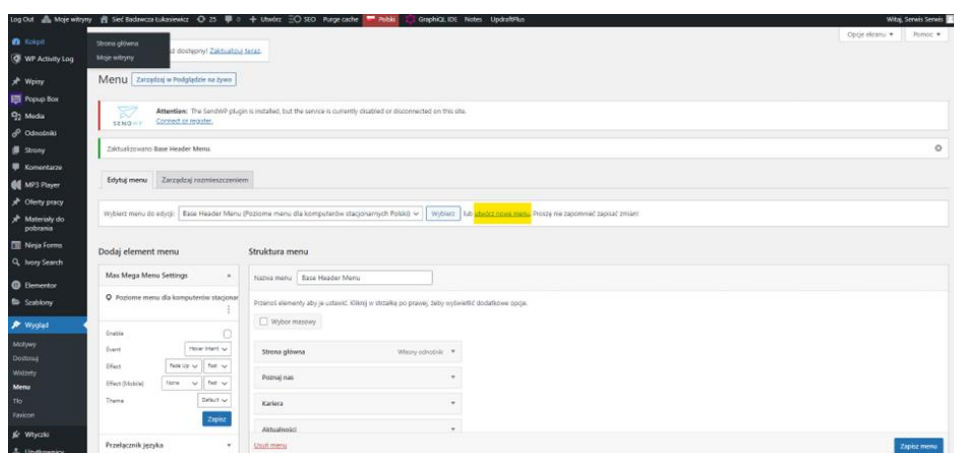 Log Out Moje witryny Sieć Badawcza Łukasiewicz 25 0 + Utwórz SEO Purge cache Polski GraphiQL IDE Notes UpdraftPlus Witaj, Serwis Serwis
Opcje ekranu Pomoc
Kokpit
Strona główna
Moje witryny
dostępny! Zaktualizuj teraz.
WP Activity Log
Wpisy
Popup Box
Media
Odnośniki
Strony
Komentarze
MP3 Player
Oferty pracy
Materiały do pobrania
Ninja Forms
Ivory Search
Elementor
Szablony
Wygląd
Motywy
Dostosuj
Widżety
Menu
Tło
Favicon
Wtyczki
Użytkownicy
Menu Zarządzaj w Podglądzie na żywo
SENDWP
Attention: The SendWP plugin is installed, but the service is currently disabled or disconnected on this site.
Connect or register.
Zaktualizowano Base Header Menu.
Edytuj menu Zarządzaj rozmieszczeniem
Wybierz menu do edycji: Base Header Menu (Poziome menu dla komputerów stacjonarnych Polski) Wybierz lub utwórz nowe menu. Proszę nie zapomnieć zapisać zmian!
Dodaj element menu
Max Mega Menu Settings
Poziome menu dla komputerów stacjonar
Enable
Event Hover Intent
Effect Fade Up Fast
Effect (Mobile) None Fast
Theme Default
Zapisz
Przełącznik języka
Struktura menu
Nazwa menu Base Header Menu
Przenoś elementy aby je ustawić. Kliknij w strzałkę po prawej, żeby wyświetlić dodatkowe opcje.
Wybór masowy
Strona główna Własny odnośnik
Poznaj nas
Kariera
Aktualności
Usuń menu Zapisz menu